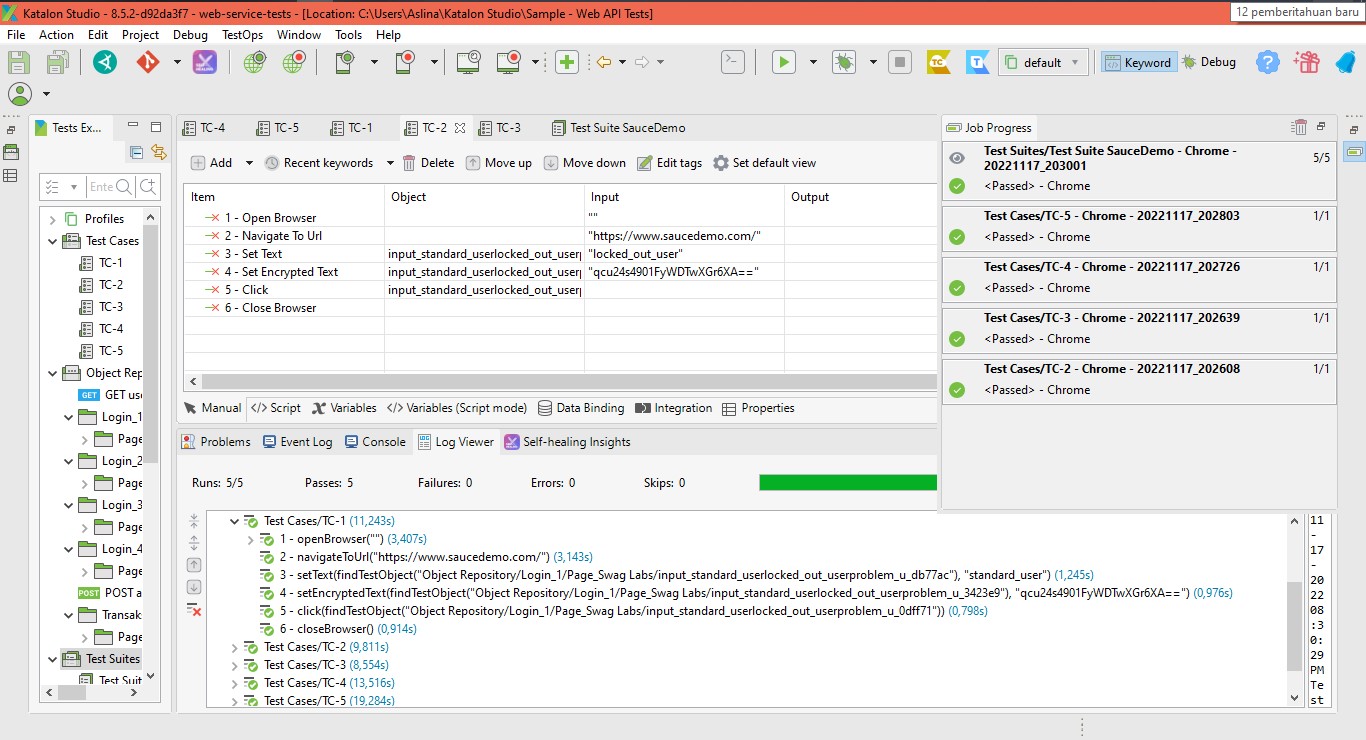 Katalon Studio - 8.5.2-d92da3f7 - web-service-tests - [Location: C:\Users\Aslina\Katalon Studio\Sample - Web API Tests]
12 pemberitahuan baru
File Action Edit Project Debug TestOps Window Tools Help
default Keyword Debug
Tests Ex...
Ente
Profiles
Test Cases
TC-1
TC-2
TC-3
TC-4
TC-5
Object Rep
GET GET use
Login_1
Page
Login_2
Page
Login_3
Page
Login_4
Page
POST POST a
Transak
Page
Test Suites
Test Suit
TC-4 TC-5 TC-1 TC-2 TC-3 Test Suite SauceDemo
Add Recent keywords Delete Move up Move down Edit tags Set default view
Item Object Input Output
1 - Open Browser ""
2 - Navigate To Url "https://www.saucedemo.com/"
3 - Set Text input_standard_userlocked_out_userp "locked_out_user"
4 - Set Encrypted Text input_standard_userlocked_out_userp "qcu24s4901FyWDTwXGr6XA=="
5 - Click input_standard_userlocked_out_userp
6 - Close Browser
Manual Script Variables Variables (Script mode) Data Binding Integration Properties
Problems Event Log Console Log Viewer Self-healing Insights
Runs: 5/5 Passes: 5 Failures: 0 Errors: 0 Skips: 0
Test Cases/TC-1 (11,243s)
1 - openBrowser("") (3,407s)
2 - navigateToUrl("https://www.saucedemo.com/") (3,143s)
3 - setText(findTestObject("Object Repository/Login_1/Page_Swag Labs/input_standard_userlocked_out_userproblem_u_db77ac"), "standard_user") (1,245s)
4 - setEncryptedText(findTestObject("Object Repository/Login_1/Page_Swag Labs/input_standard_userlocked_out_userproblem_u_3423e9"), "qcu24s4901FyWDTwXGr6XA==") (0,976s)
5 - click(findTestObject("Object Repository/Login_1/Page_Swag Labs/input_standard_userlocked_out_userproblem_u_0dff71")) (0,798s)
6 - closeBrowser() (0,914s)
Test Cases/TC-2 (9,811s)
Test Cases/TC-3 (8,554s)
Test Cases/TC-4 (13,516s)
Test Cases/TC-5 (19,284s)
Job Progress
Test Suites/Test Suite SauceDemo - Chrome - 5/5
20221117_203001
<Passed> - Chrome
Test Cases/TC-5 - Chrome - 20221117_202803 1/1
<Passed> - Chrome
Test Cases/TC-4 - Chrome - 20221117_202726 1/1
<Passed> - Chrome
Test Cases/TC-3 - Chrome - 20221117_202639 1/1
<Passed> - Chrome
Test Cases/TC-2 - Chrome - 20221117_202608 1/1
<Passed> - Chrome
11
-
17
-
20
22
08
:3
0:
29
PM
Te
st